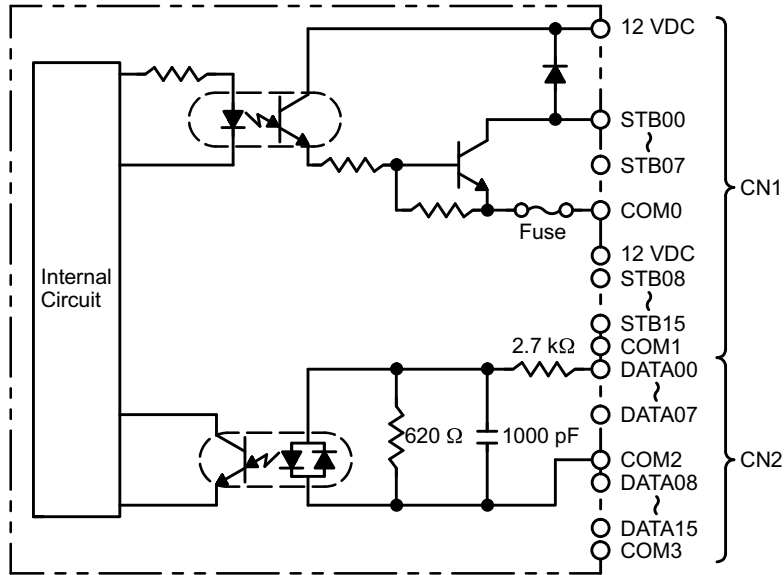 12 VDC
STB00
~
STB07
COM0
Fuse
CN1
12 VDC
STB08
~
STB15
COM1
Internal
Circuit
2.7 kΩ
DATA00
~
DATA07
620 Ω
1000 pF
COM2
CN2
DATA08
~
DATA15
COM3